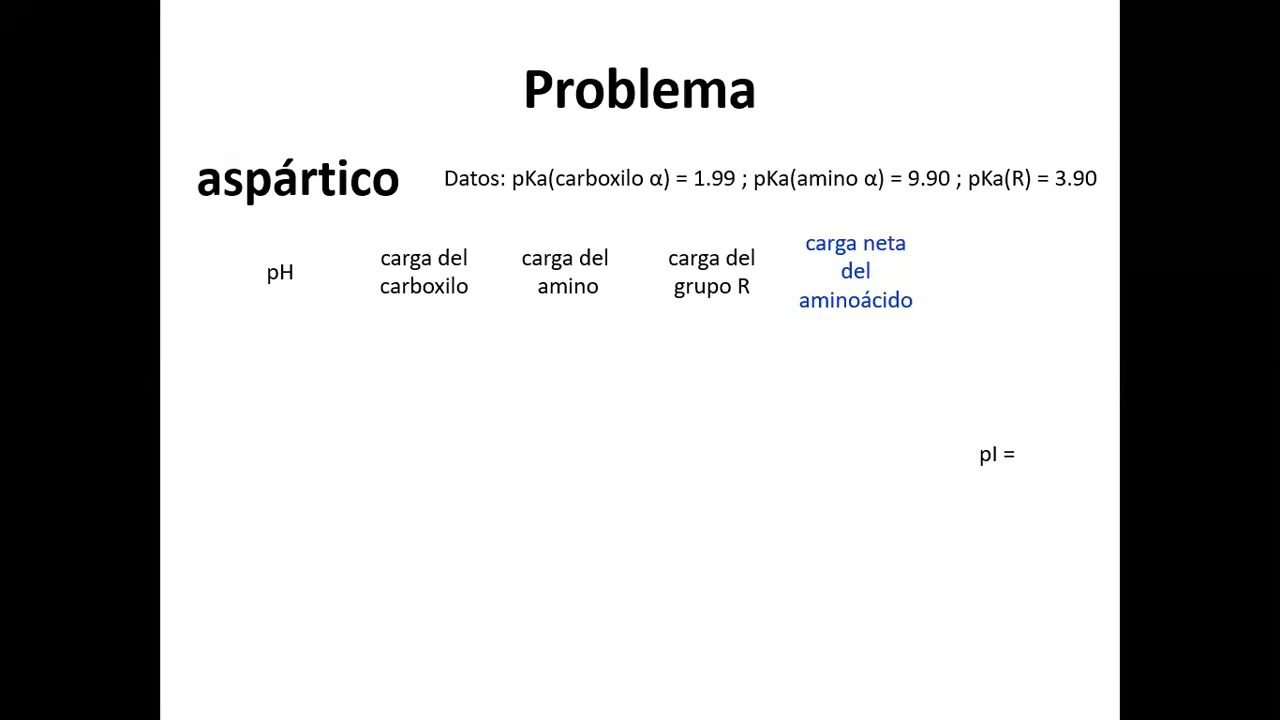 Problema
aspártico
Datos: pKa(carboxilo α) = 1.99 ; pKa(amino α) = 9.90 ; pKa(R) = 3.90
pH
carga del
carboxilo
carga del
amino
carga del
grupo R
carga neta
del
aminoácido
pI =